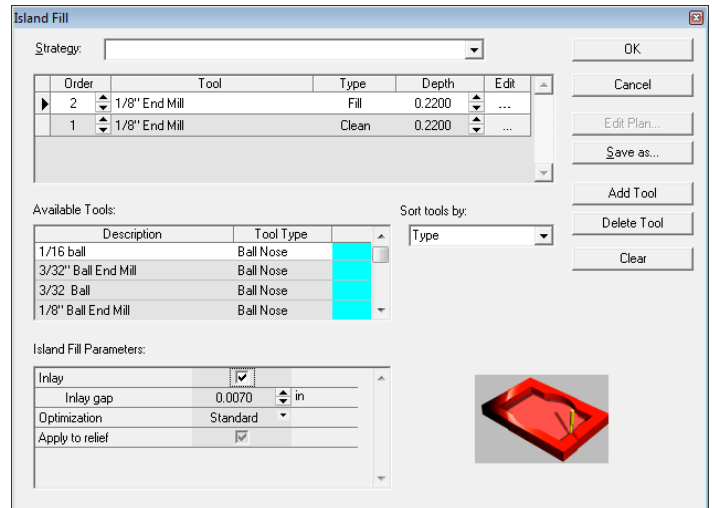 Island Fill
Strategy:
OK
Order Tool Type Depth Edit
Cancel
2 1/8" End Mill Fill 0.2200 ...
1 1/8" End Mill Clean 0.2200 ...
Edit Plan...
Save as...
Add Tool
Available Tools:
Sort tools by:
Delete Tool
Description Tool Type
Type
1/16 ball Ball Nose
Clear
3/32" Ball End Mill Ball Nose
3/32 Ball Ball Nose
1/8" Ball End Mill Ball Nose
Island Fill Parameters:
Inlay
Inlay gap 0.0070 in
Optimization Standard
Apply to relief